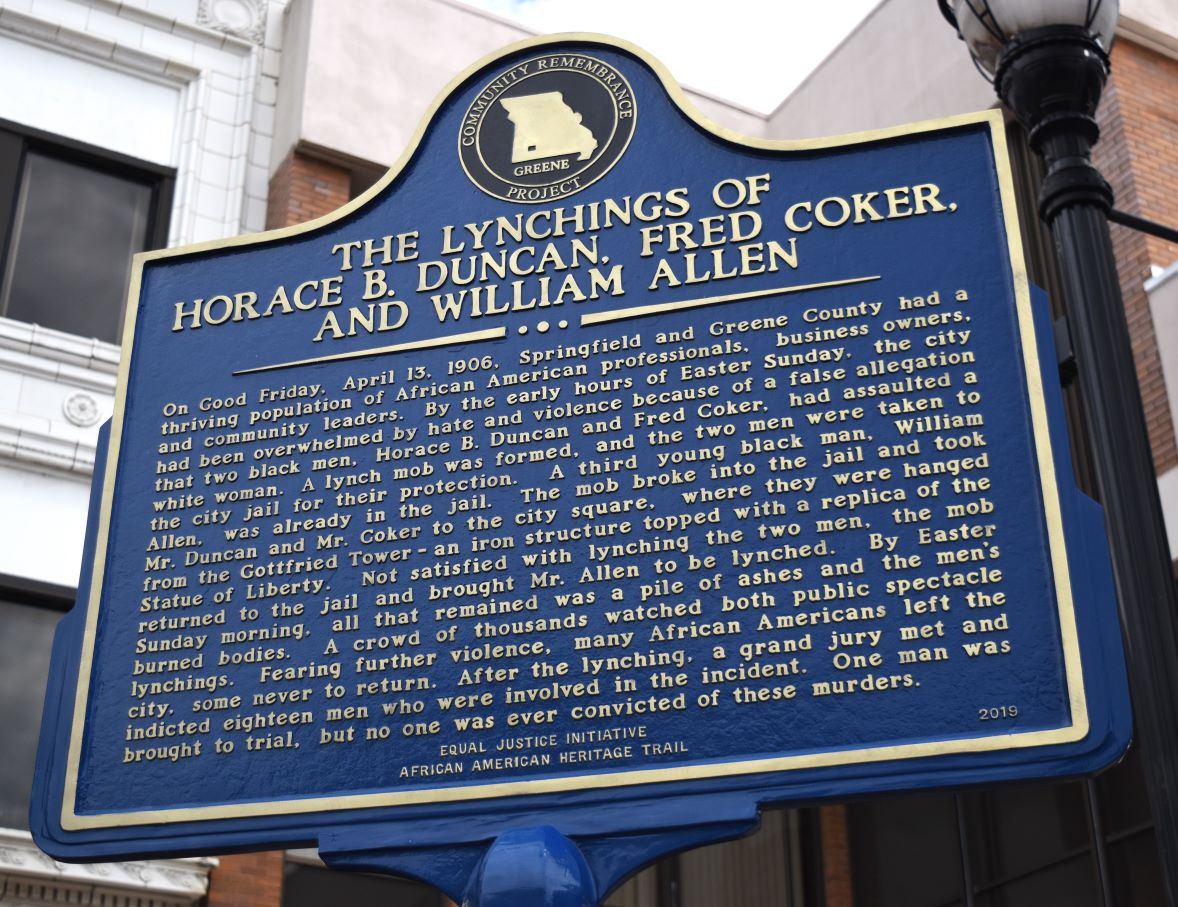 COMMUNITY REMEMBRANCE
GREENE
PROJECT
THE LYNCHINGS OF
HORACE B. DUNCAN, FRED COKER,
AND WILLIAM ALLEN
On Good Friday, April 13, 1906, Springfield and Greene County had a
thriving population of African American professionals, business owners,
and community leaders. By the early hours of Easter Sunday, the city
had been overwhelmed by hate and violence because of a false allegation
that two black men, Horace B. Duncan and Fred Coker, had assaulted a
white woman. A lynch mob was formed, and the two men were taken to
the city jail for their protection. A third young black man, William
Allen, was already in the jail. The mob broke into the jail and took
Mr. Duncan and Mr. Coker to the city square, where they were hanged
from the Gottfried Tower - an iron structure topped with a replica of the
Statue of Liberty. Not satisfied with lynching the two men, the mob
returned to the jail and brought Mr. Allen to be lynched. By Easter
Sunday morning, all that remained was a pile of ashes and the men's
burned bodies. A crowd of thousands watched both public spectacle
lynchings. Fearing further violence, many African Americans left the
city, some never to return. After the lynching, a grand jury met and
indicted eighteen men who were involved in the incident. One man was
brought to trial, but no one was ever convicted of these murders.
2019
EQUAL JUSTICE INITIATIVE
AFRICAN AMERICAN HERITAGE TRAIL